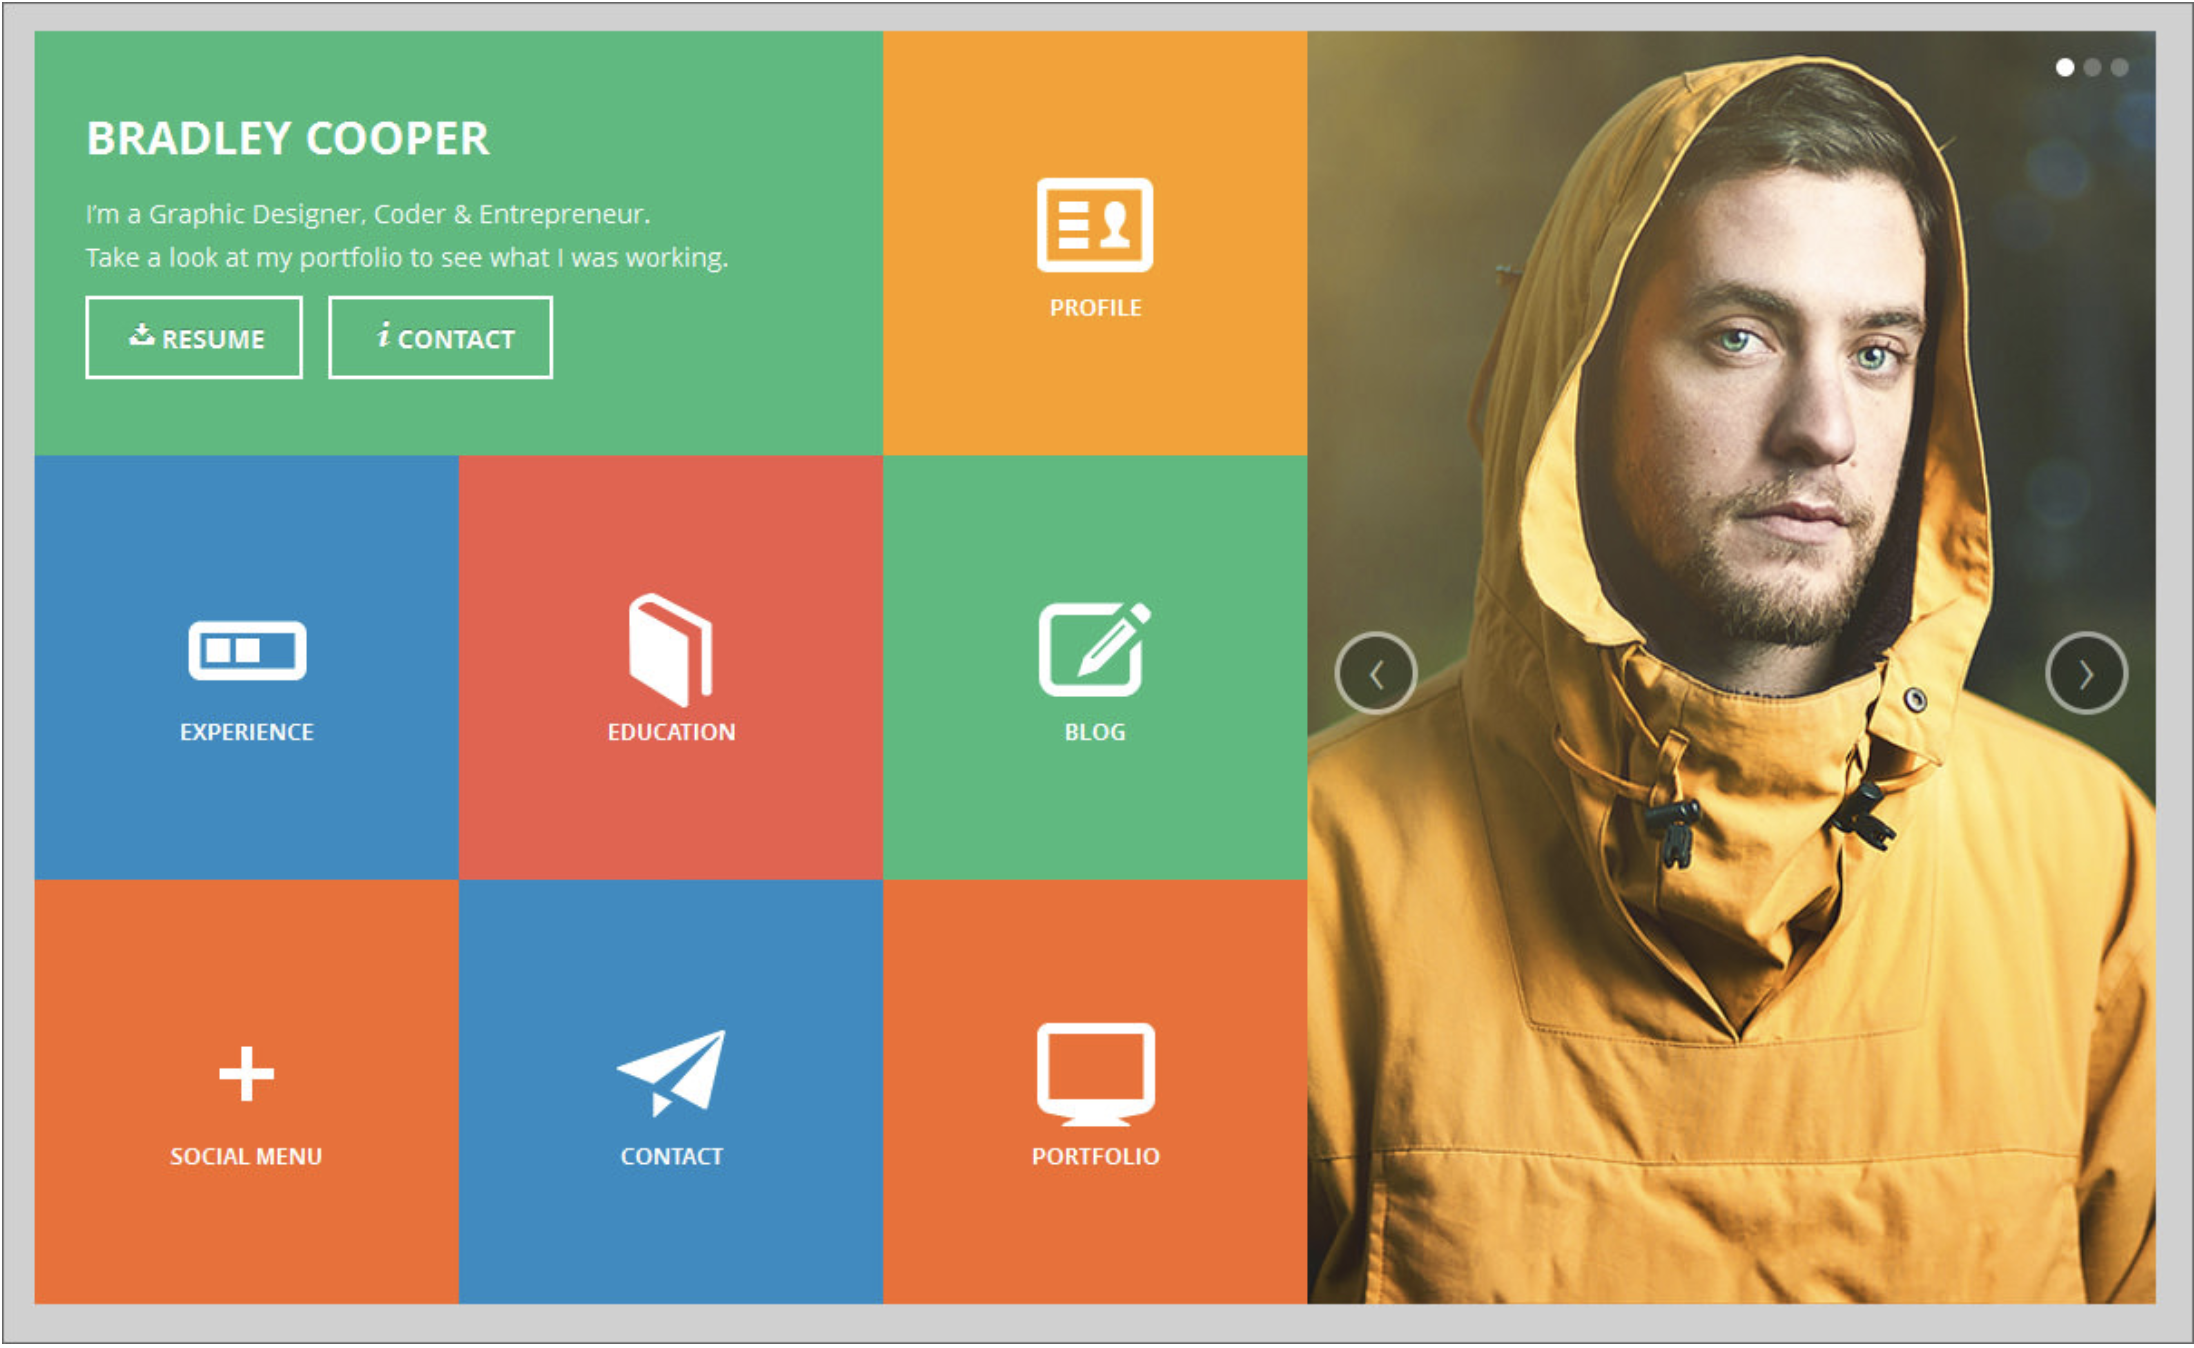 BRADLEY COOPER
I'm a Graphic Designer, Coder & Entrepreneur.
Take a look at my portfolio to see what I was working.
RESUME
i CONTACT
PROFILE
EXPERIENCE
EDUCATION
BLOG
SOCIAL MENU
CONTACT
PORTFOLIO